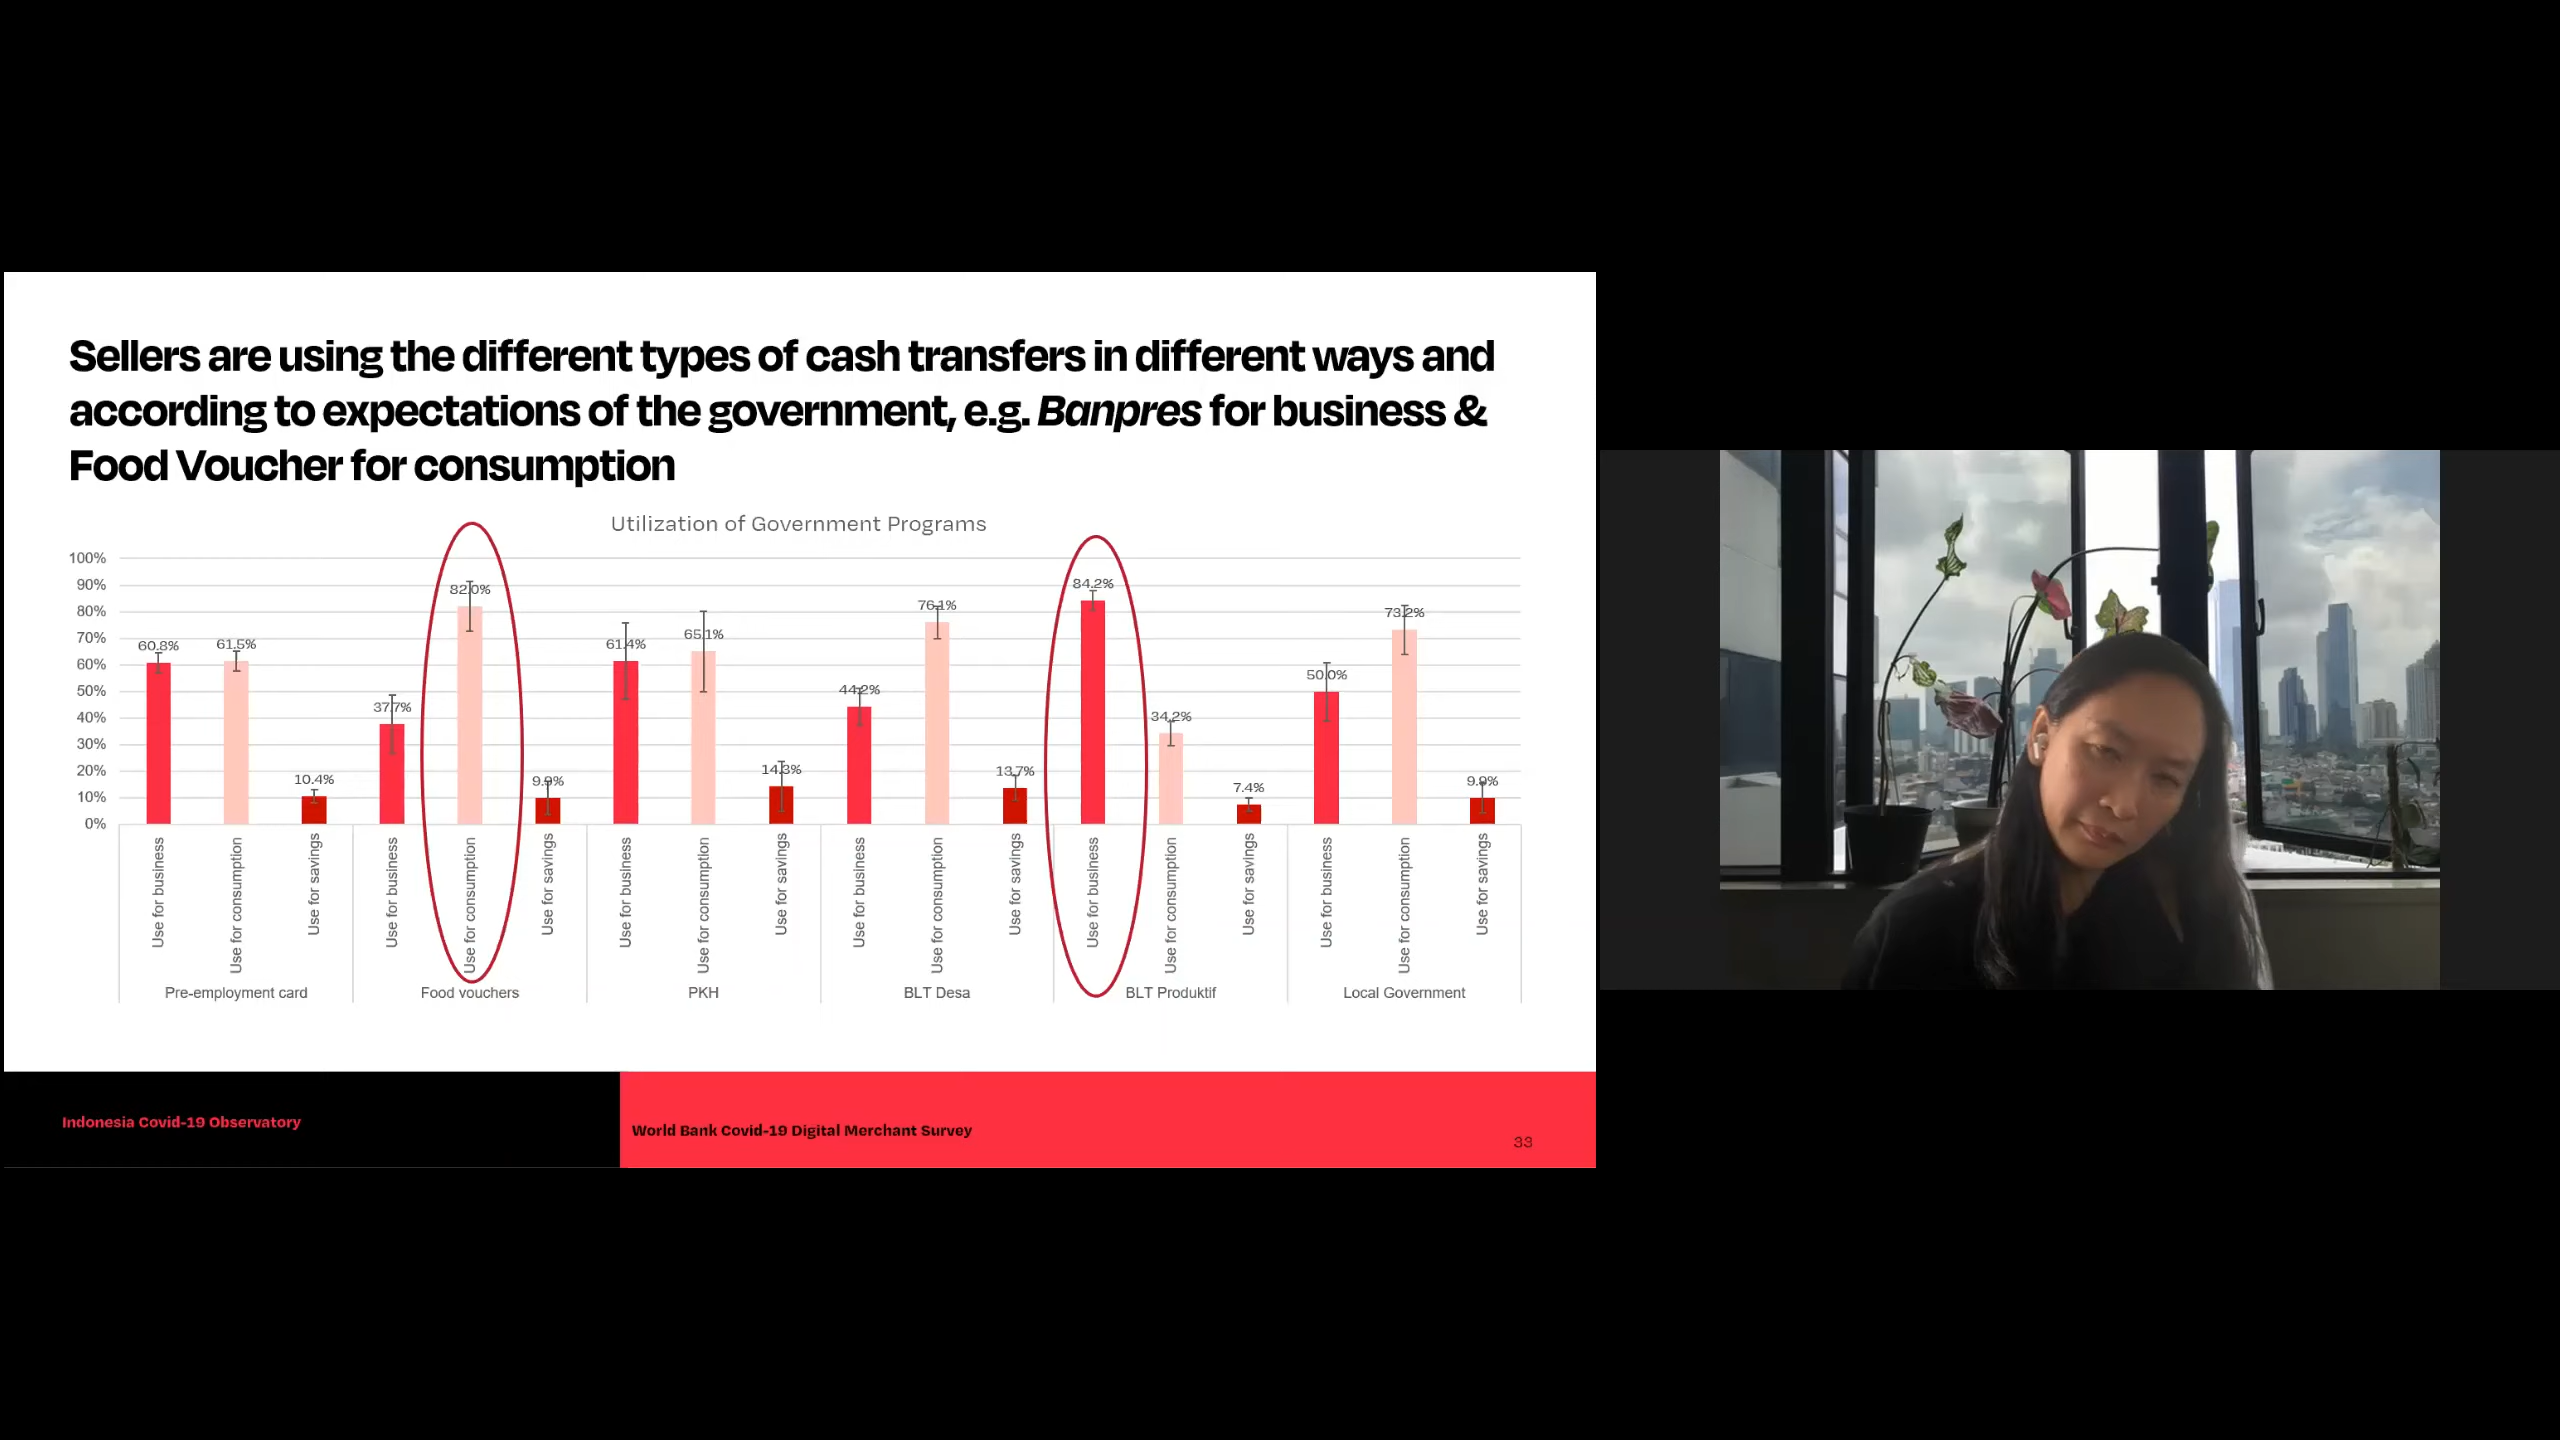 Sellers are using the different types of cash transfers in different ways and
according to expectations of the government, e.g. Banpres for business &
Food Voucher for consumption
Utilization of Government Programs
100%
90%
80%
70%
60%
50%
40%
30%
20%
10%
0%
60.8%
61.5%
10.4%
37.7%
82.0%
9.9%
61.4%
65.1%
14.3%
44.2%
76.1%
13.7%
84.2%
34.2%
7.4%
50.0%
73.2%
9.9%
Use for business
Use for consumption
Use for savings
Use for business
Use for consumption
Use for savings
Use for business
Use for consumption
Use for savings
Use for business
Use for consumption
Use for savings
Use for business
Use for consumption
Use for savings
Use for business
Use for consumption
Use for savings
Pre-employment card
Food vouchers
PKH
BLT Desa
BLT Produktif
Local Government
Indonesia Covid-19 Observatory
World Bank Covid-19 Digital Merchant Survey
33